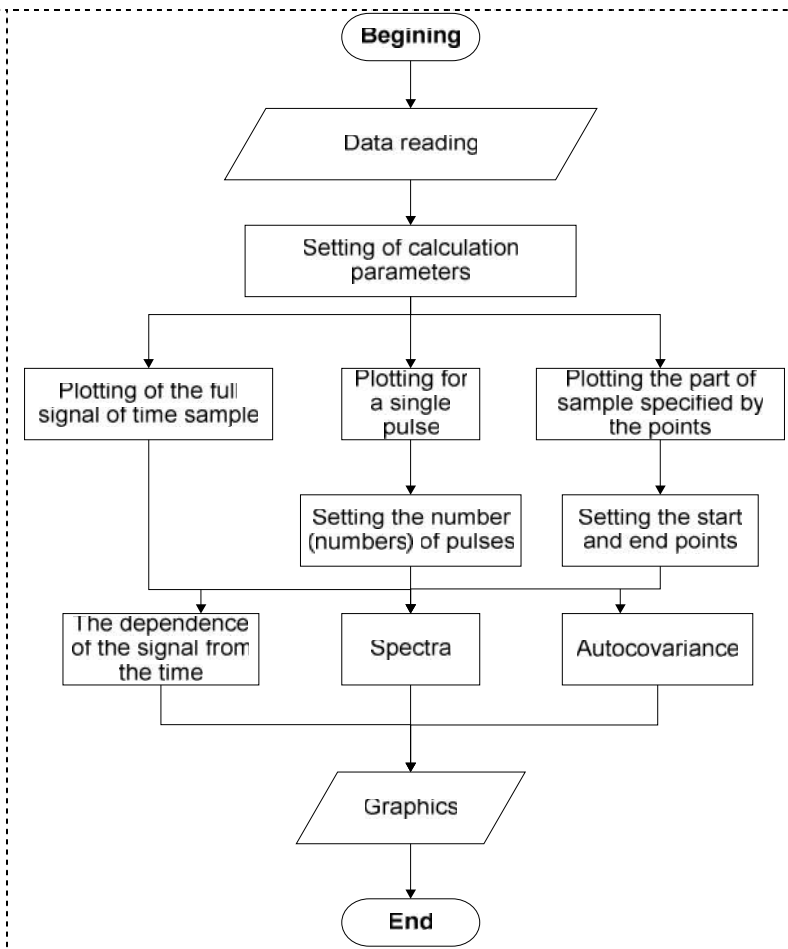 Begining
Data reading
Setting of calculation
parameters
Plotting of the full
signal of time sample
Plotting for
a single
pulse
Plotting the part of
sample specified by
the points
Setting the number
(numbers) of pulses
Setting the start
and end points
The dependence
of the signal from
the time
Spectra
Autocovariance
Graphics
End